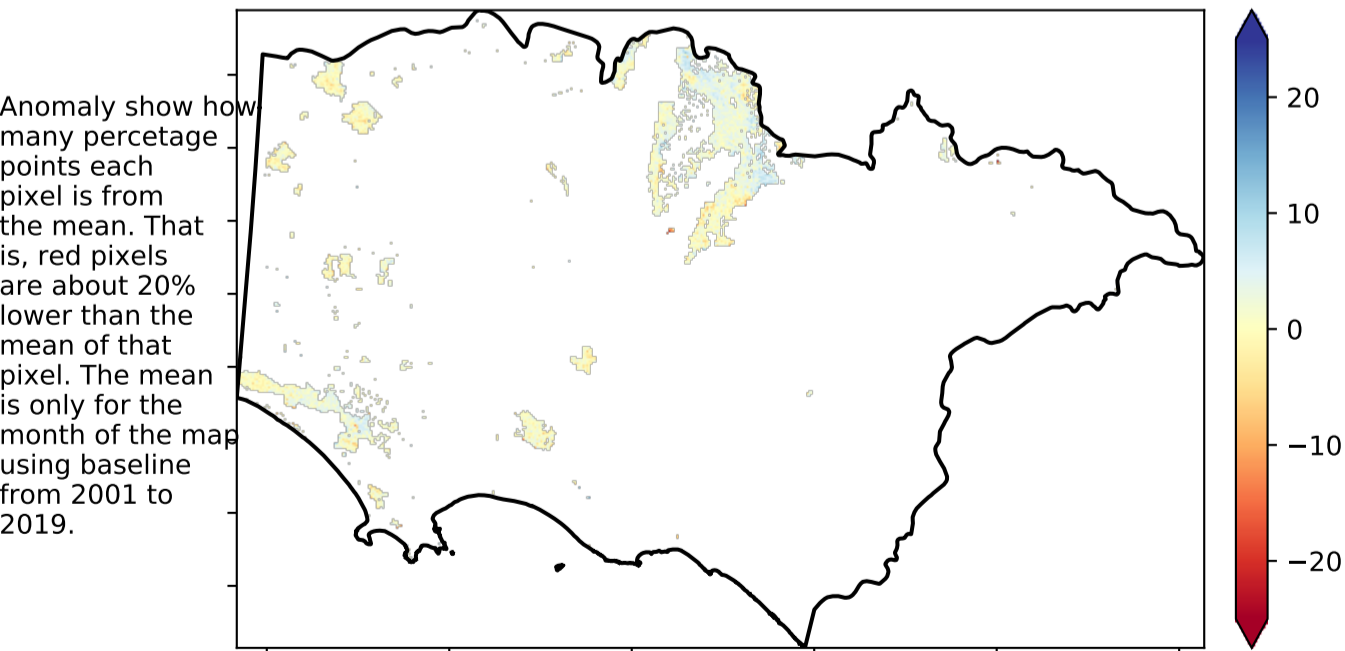 Anomaly show how
many percetage
points each
pixel is from
the mean. That
is, red pixels
are about 20%
lower than the
mean of that
pixel. The mean
is only for the
month of the map
using baseline
from 2001 to
2019.
20
10
0
−10
−20